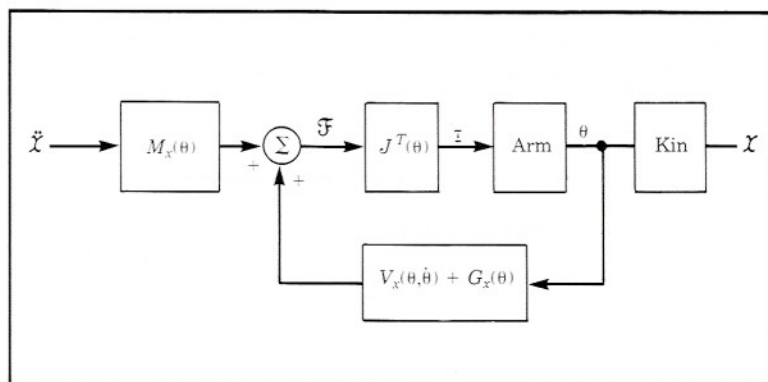 𝔉
Ẍ
M_x(θ)
Σ
J^T(θ)
Ξ
Arm
θ
Kin
X
+
+
V_x(θ,θ̇) + G_x(θ)